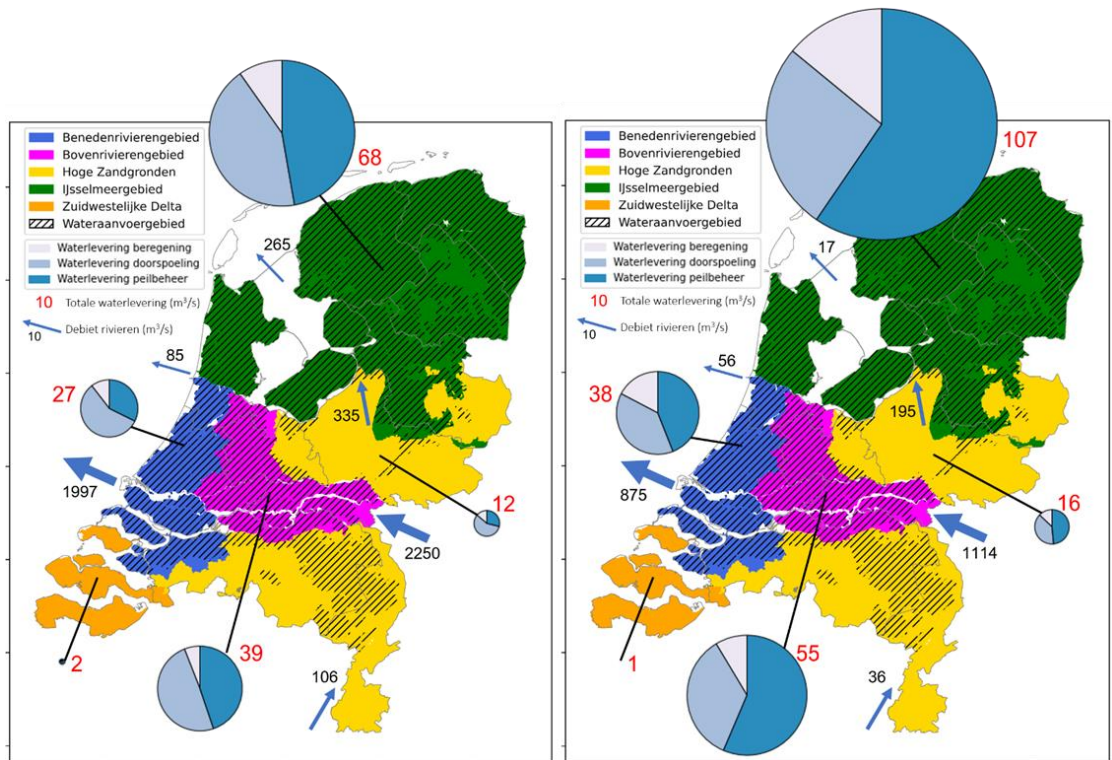 Benedenrivierengebied
Bovenrivierengebied
Hoge Zandgronden
IJsselmeergebied
Zuidwestelijke Delta
Wateraanvoergebied
Waterlevering beregening
Waterlevering doorspoeling
Waterlevering peilbeheer
10 Totale waterlevering (m³/s)
10 Debiet rivieren (m³/s)
68
265
85
27
335
1997
12
2250
2
39
106
Benedenrivierengebied
Bovenrivierengebied
Hoge Zandgronden
IJsselmeergebied
Zuidwestelijke Delta
Wateraanvoergebied
Waterlevering beregening
Waterlevering doorspoeling
Waterlevering peilbeheer
10 Totale waterlevering (m³/s)
10 Debiet rivieren (m³/s)
107
17
56
38
195
875
16
1114
1
55
36